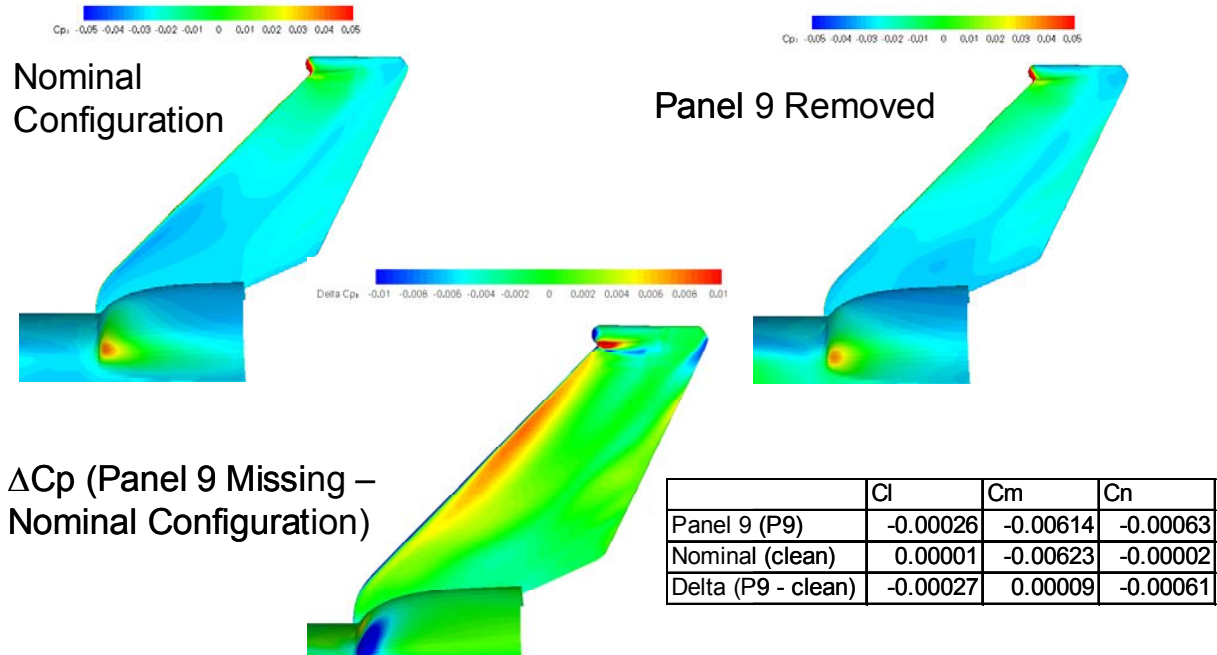 Cp: -0.05 -0.04 -0.03 -0.02 -0.01 0 0.01 0.02 0.03 0.04 0.05
Nominal
Configuration
Cp: -0.05 -0.04 -0.03 -0.02 -0.01 0 0.01 0.02 0.03 0.04 0.05
Panel 9 Removed
Delta Cp: -0.01 -0.008 -0.006 -0.004 -0.002 0 0.002 0.004 0.006 0.008 0.01
ΔCp (Panel 9 Missing –
Nominal Configuration)
Cl Cm Cn
Panel 9 (P9) -0.00026 -0.00614 -0.00063
Nominal (clean) 0.00001 -0.00623 -0.00002
Delta (P9 - clean) -0.00027 0.00009 -0.00061